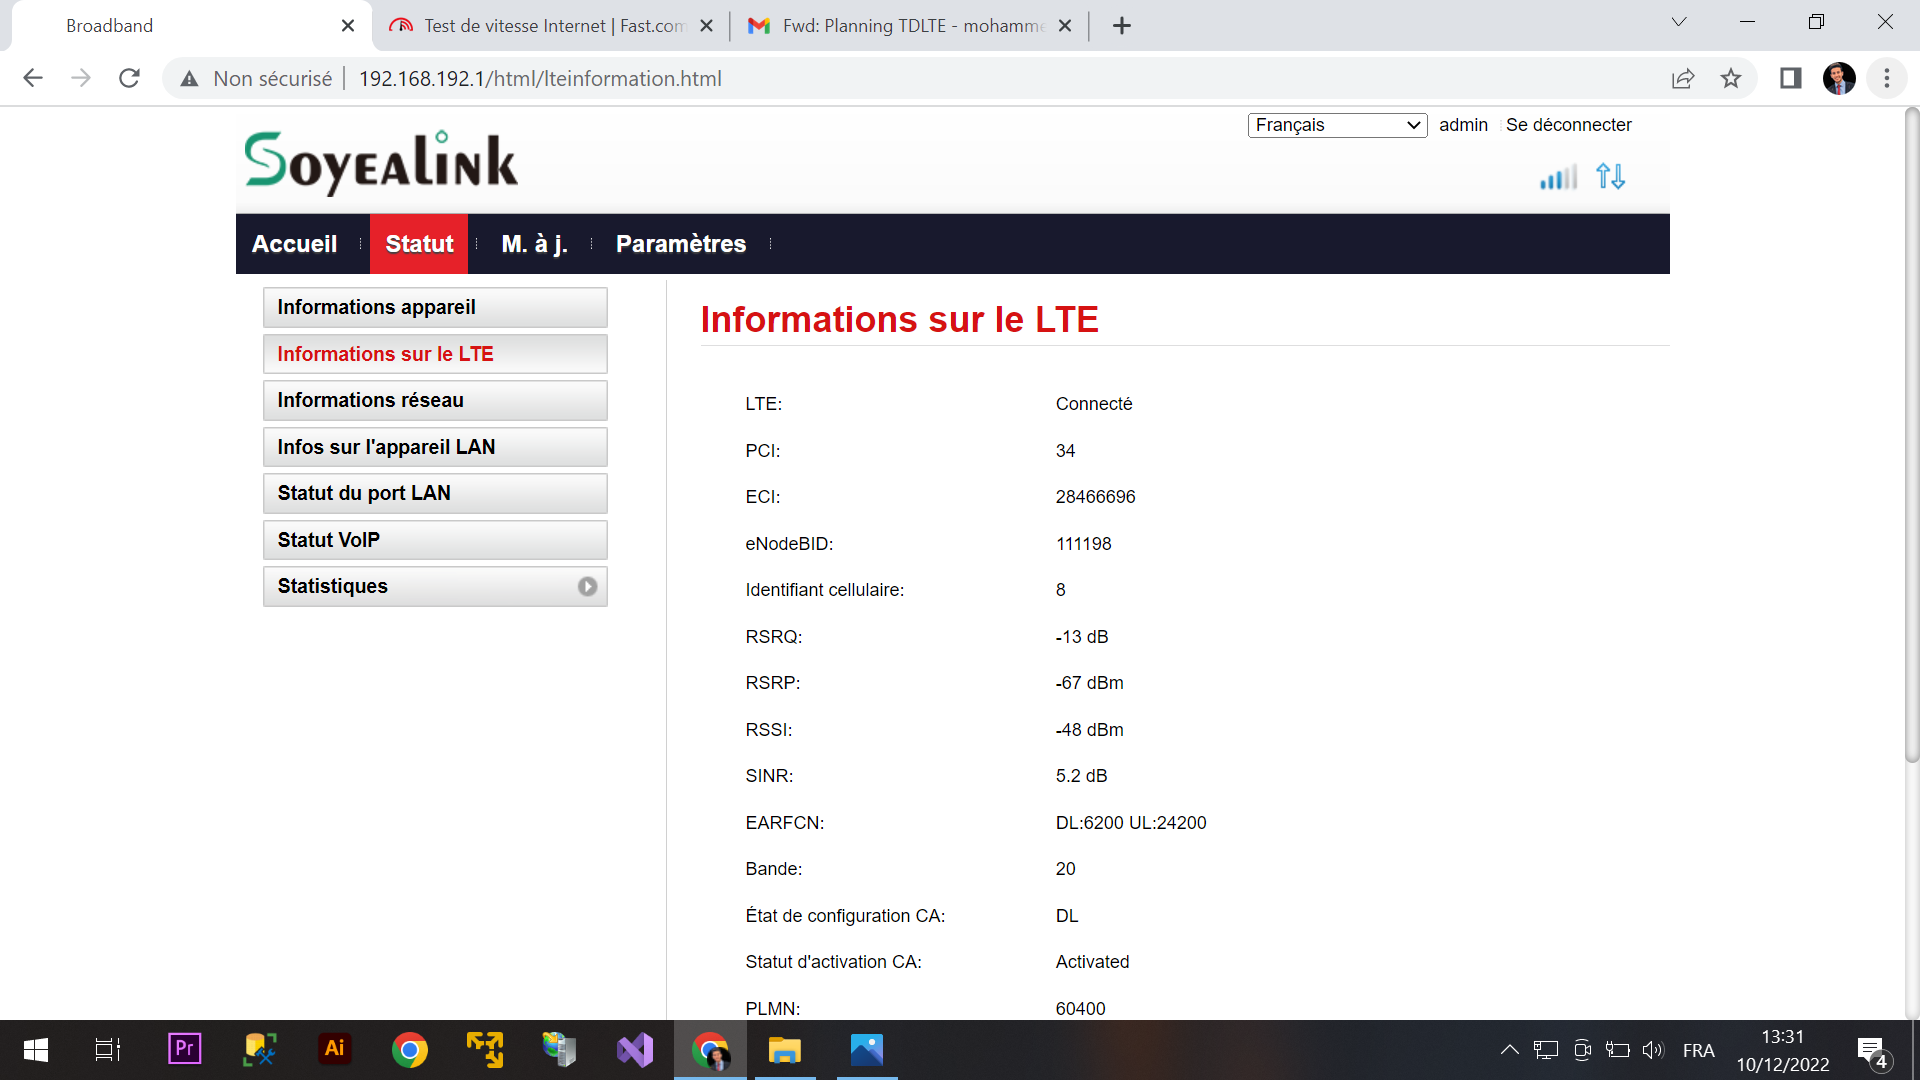 Broadband
Test de vitesse Internet | Fast.com
Fwd: Planning TDLTE - mohamme
Non sécurisé
192.168.192.1/html/lteinformation.html
Français
admin
Se déconnecter
SOYEALINK
Accueil
Statut
M. à j.
Paramètres
Informations appareil
Informations sur le LTE
Informations réseau
Infos sur l'appareil LAN
Statut du port LAN
Statut VoIP
Statistiques
Informations sur le LTE
LTE: Connecté
PCI: 34
ECI: 28466696
eNodeBID: 111198
Identifiant cellulaire: 8
RSRQ: -13 dB
RSRP: -67 dBm
RSSI: -48 dBm
SINR: 5.2 dB
EARFCN: DL:6200 UL:24200
Bande: 20
État de configuration CA: DL
Statut d'activation CA: Activated
PLMN: 60400
Pr
Ai
FRA
13:31
10/12/2022
4